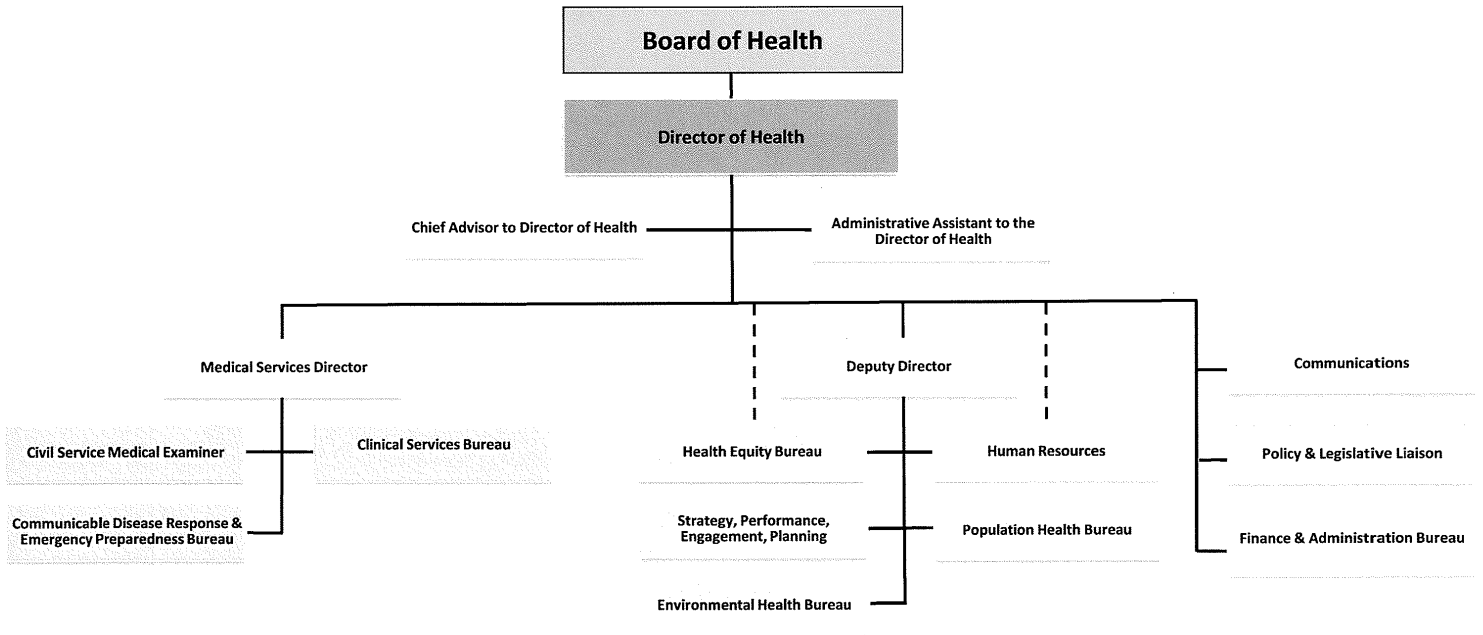 Board of Health
Director of Health
Chief Advisor to Director of Health
Administrative Assistant to the
Director of Health
Medical Services Director
Deputy Director
Communications
Civil Service Medical Examiner
Clinical Services Bureau
Health Equity Bureau
Human Resources
Policy & Legislative Liaison
Communicable Disease Response &
Emergency Preparedness Bureau
Strategy, Performance,
Engagement, Planning
Population Health Bureau
Finance & Administration Bureau
Environmental Health Bureau